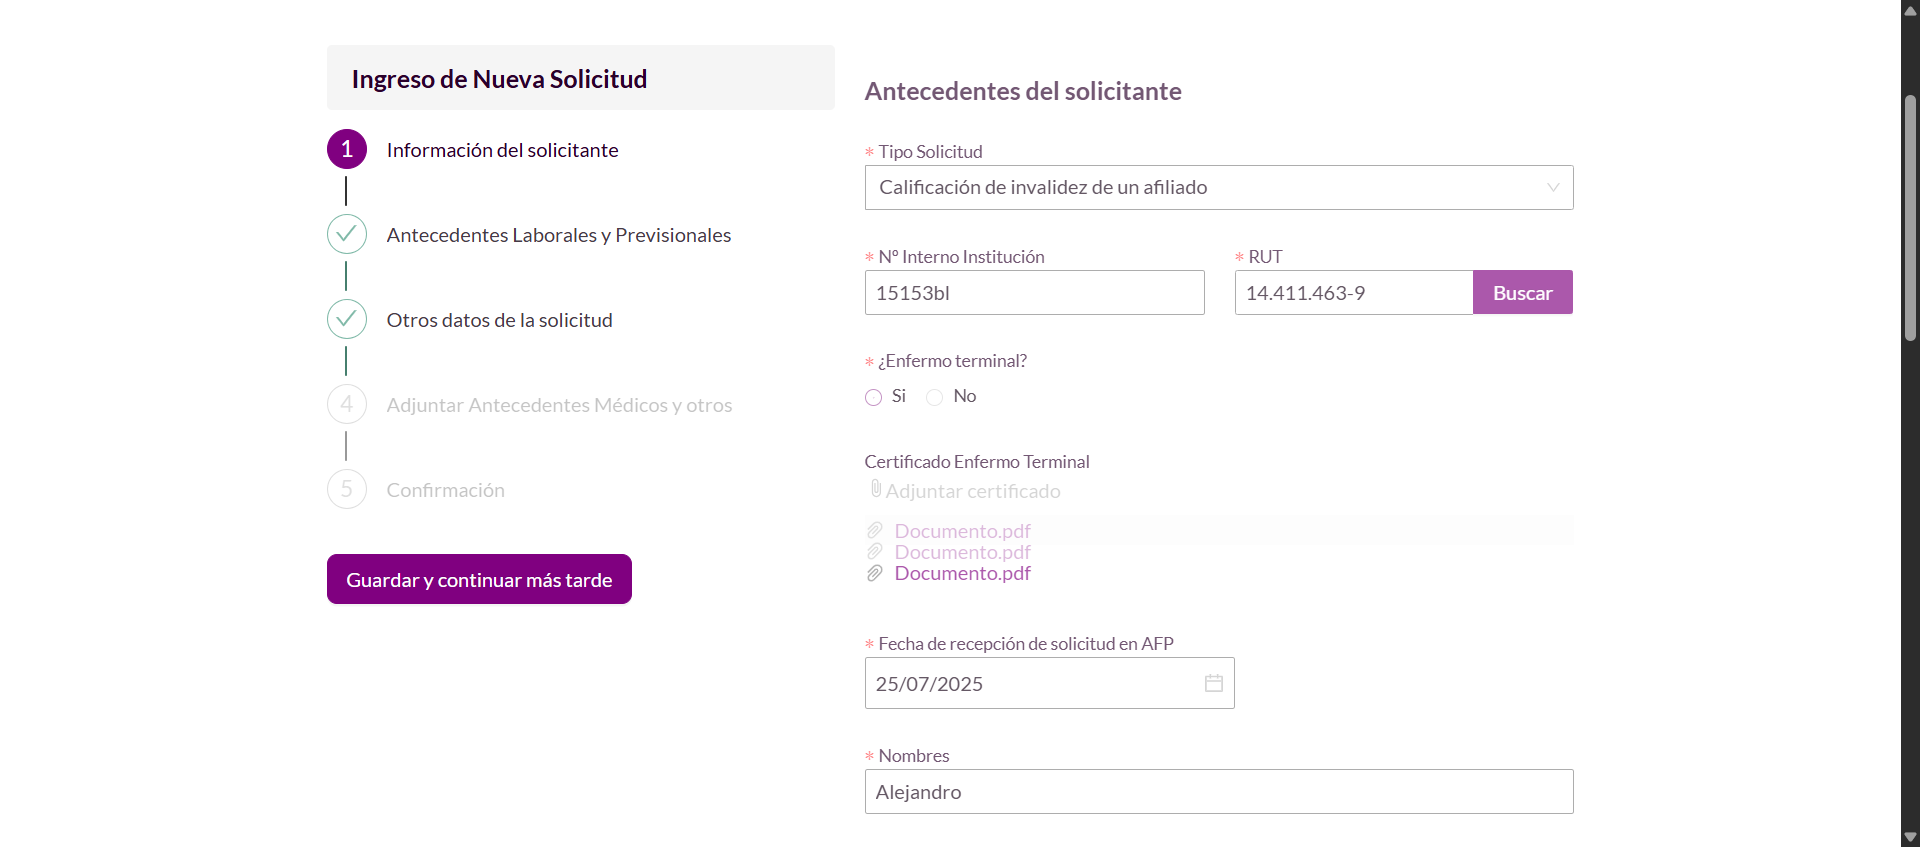 Ingreso de Nueva Solicitud
1 Información del solicitante
Antecedentes Laborales y Previsionales
Otros datos de la solicitud
4 Adjuntar Antecedentes Médicos y otros
5 Confirmación
Guardar y continuar más tarde
Antecedentes del solicitante
* Tipo Solicitud
Calificación de invalidez de un afiliado
* Nº Interno Institución
15153bl
* RUT
14.411.463-9 Buscar
* ¿Enfermo terminal?
Si No
Certificado Enfermo Terminal
Adjuntar certificado
Documento.pdf
Documento.pdf
Documento.pdf
* Fecha de recepción de solicitud en AFP
25/07/2025
* Nombres
Alejandro